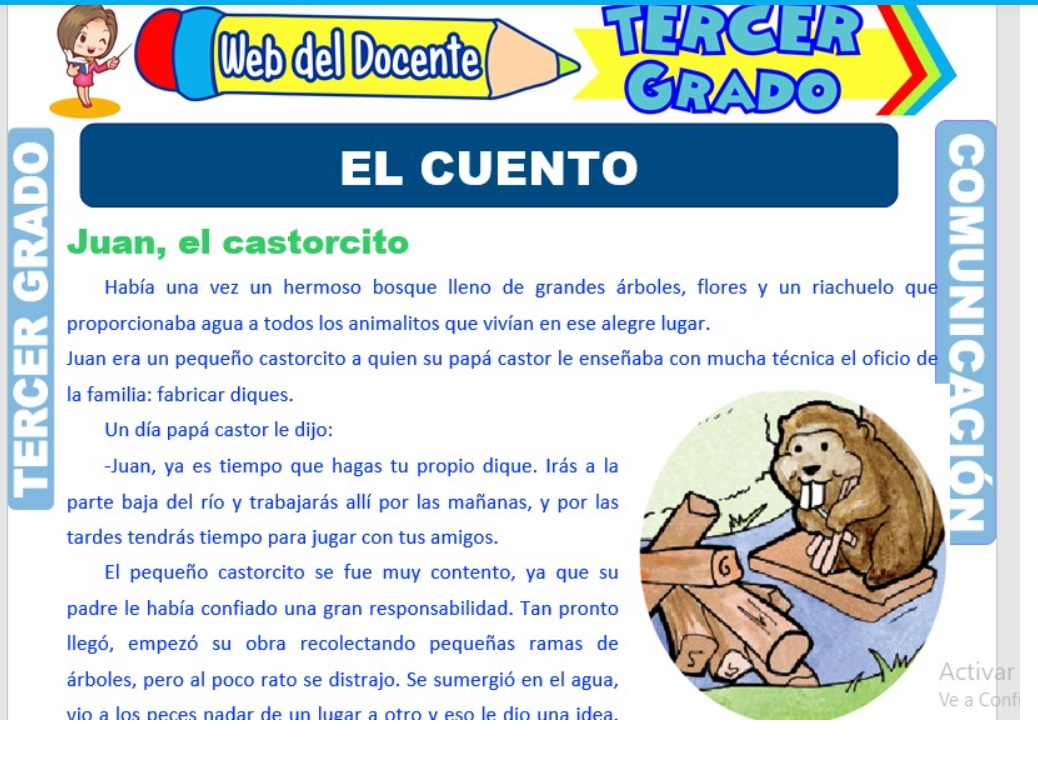 Web del Docente
TERCER
GRADO
EL CUENTO
TERCER GRADO
COMUNICACIÓN
Juan, el castorcito
Había una vez un hermoso bosque lleno de grandes árboles, flores y un riachuelo que
proporcionaba agua a todos los animalitos que vivían en ese alegre lugar.
Juan era un pequeño castorcito a quien su papá castor le enseñaba con mucha técnica el oficio de
la familia: fabricar diques.
Un día papá castor le dijo:
-Juan, ya es tiempo que hagas tu propio dique. Irás a la
parte baja del río y trabajarás allí por las mañanas, y por las
tardes tendrás tiempo para jugar con tus amigos.
El pequeño castorcito se fue muy contento, ya que su
padre le había confiado una gran responsabilidad. Tan pronto
llegó, empezó su obra recolectando pequeñas ramas de
árboles, pero al poco rato se distrajo. Se sumergió en el agua,
vio a los peces nadar de un lugar a otro y eso le dio una idea.
Activar
Ve a Confi